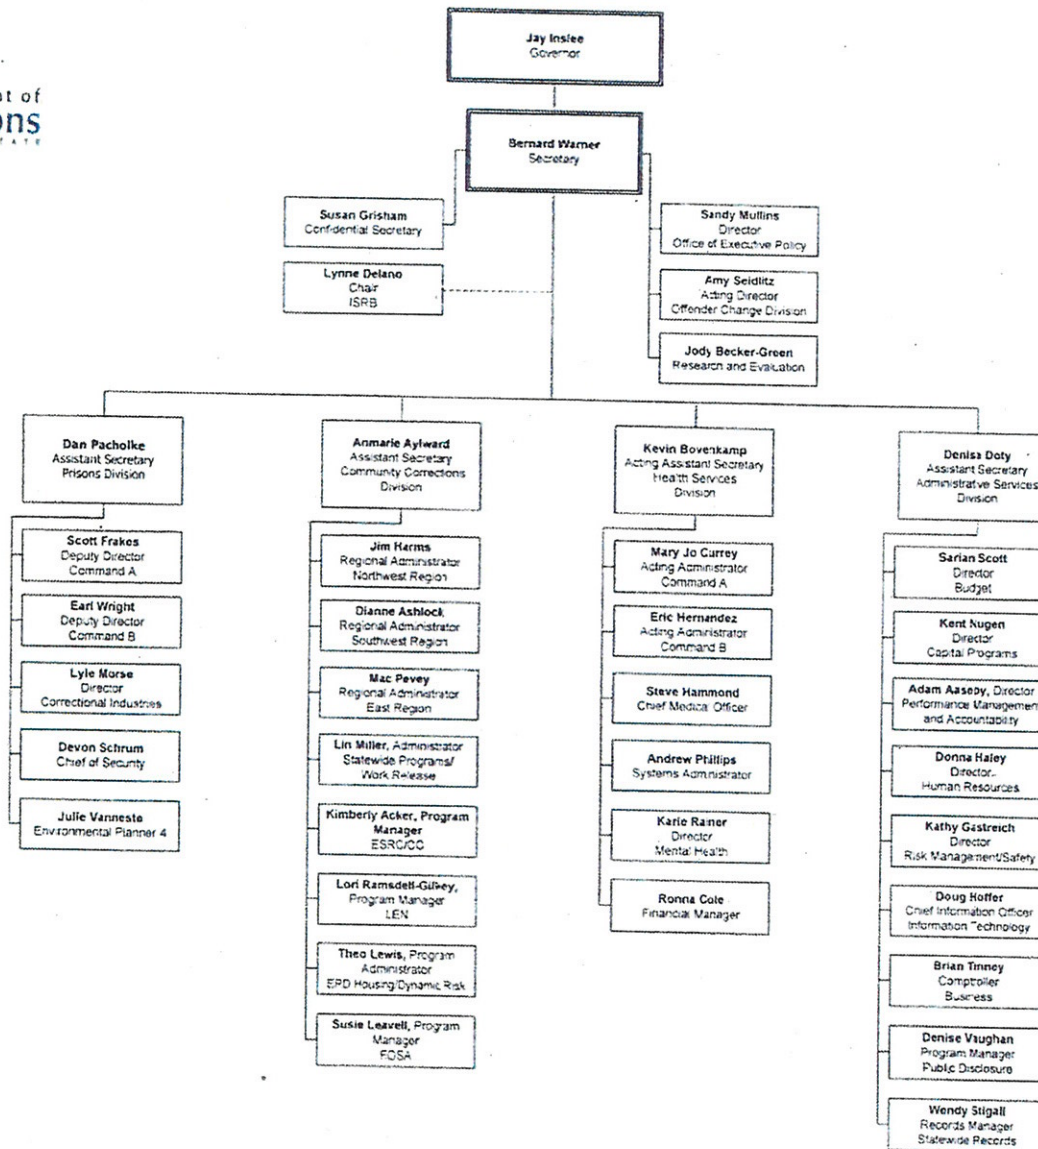 Jay Inslee
Governor
nt of
ons
STATE
Bernard Warner
Secretary
Susan Grisham
Confidential Secretary
Lynne Delano
Chair
ISRB
Sandy Mullins
Director
Office of Executive Policy
Amy Seidlitz
Acting Director
Offender Change Division
Jody Becker-Green
Research and Evaluation
Dan Pacholke
Assistant Secretary
Prisons Division
Scott Frakes
Deputy Director
Command A
Earl Wright
Deputy Director
Command B
Lyle Morse
Director
Correctional Industries
Devon Schrum
Chief of Security
Julie Vanneste
Environmental Planner 4
Anmarie Aylward
Assistant Secretary
Community Corrections
Division
Jim Harms
Regional Administrator
Northwest Region
Dianne Ashlock
Regional Administrator
Southwest Region
Mac Pevey
Regional Administrator
East Region
Lin Miller, Administrator
Statewide Programs/
Work Release
Kimberly Acker, Program
Manager
ESRC/CC
Lori Ramsdell-Gilkey,
Program Manager
LEN
Theo Lewis, Program
Administrator
EPD Housing/Dynamic Risk
Susie Leavell, Program
Manager
FOSA
Kevin Bovenkamp
Acting Assistant Secretary
Health Services
Division
Mary Jo Currey
Acting Administrator
Command A
Eric Hernandez
Acting Administrator
Command B
Steve Hammond
Chief Medical Officer
Andrew Phillips
Systems Administrator
Karie Rainer
Director
Mental Health
Ronna Cole
Financial Manager
Denise Doty
Assistant Secretary
Administrative Services
Division
Sarian Scott
Director
Budget
Kent Nugen
Director
Capital Programs
Adam Aaseby, Director
Performance Management
and Accountability
Donna Haley
Director
Human Resources
Kathy Gastreich
Director
Risk Management/Safety
Doug Hoffer
Chief Information Officer
Information Technology
Brian Tinney
Comptroller
Business
Denise Vaughan
Program Manager
Public Disclosure
Wendy Stigall
Records Manager
Statewide Records